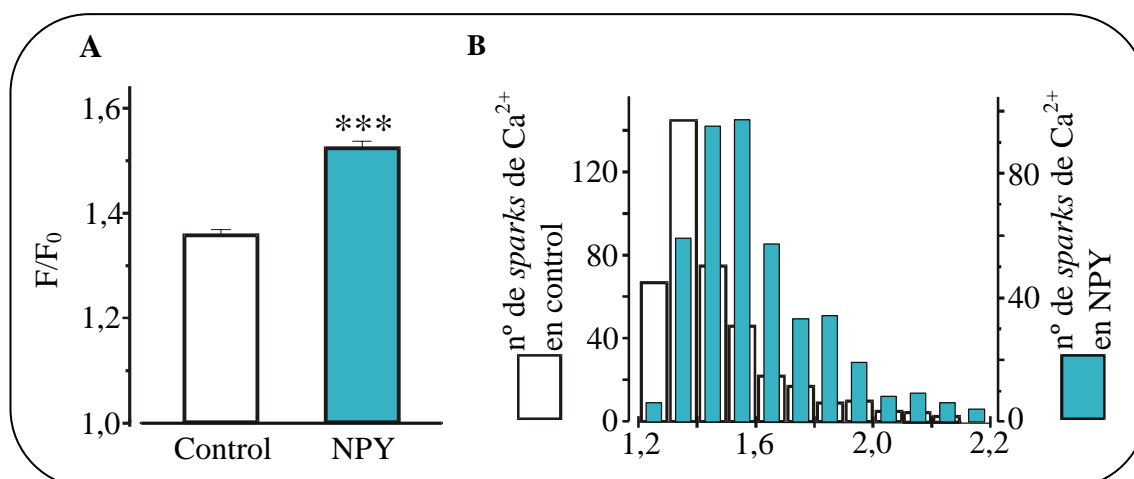 A
1,6
1,4
1,2
1,0
F/F0
***
Control
NPY
B
nº de sparks de Ca2+
en control
120
80
40
0
80
40
0
1,2
1,6
2,0
2,2
nº de sparks de Ca2+
en NPY